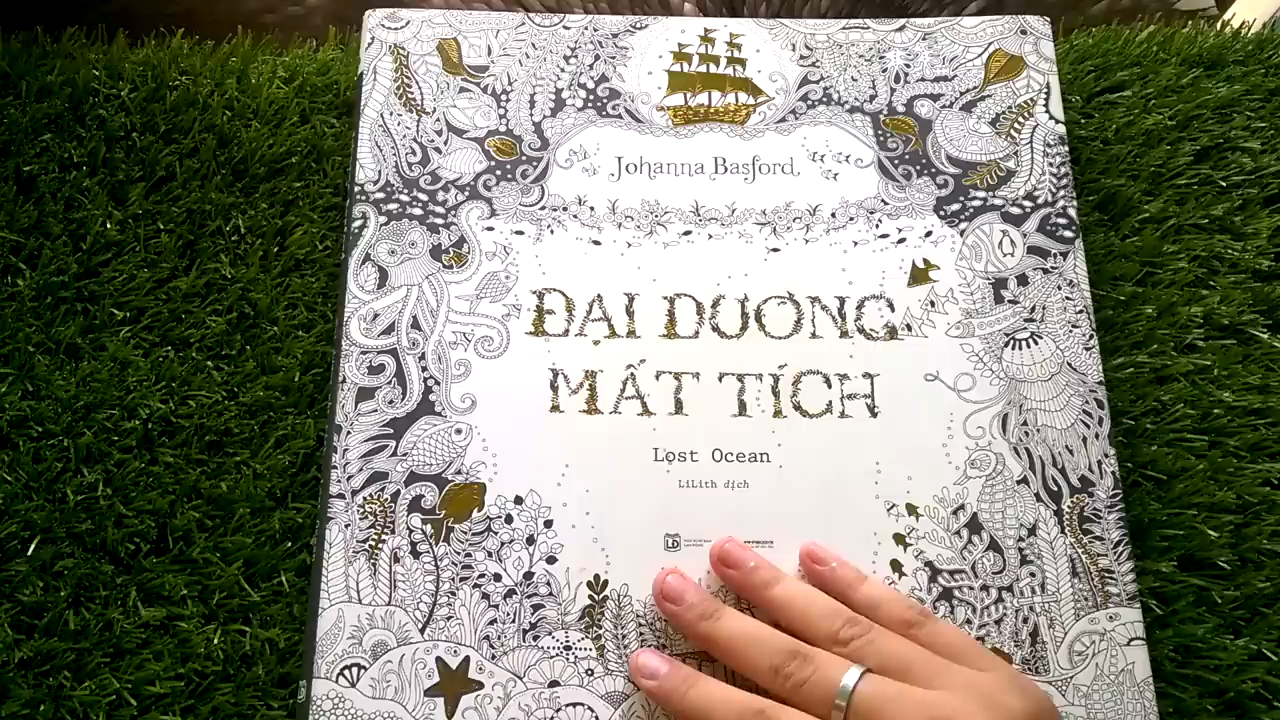 Johanna Basford
ĐẠI DƯƠNG
MẤT TÍCH
Lost Ocean
LiLith dịch